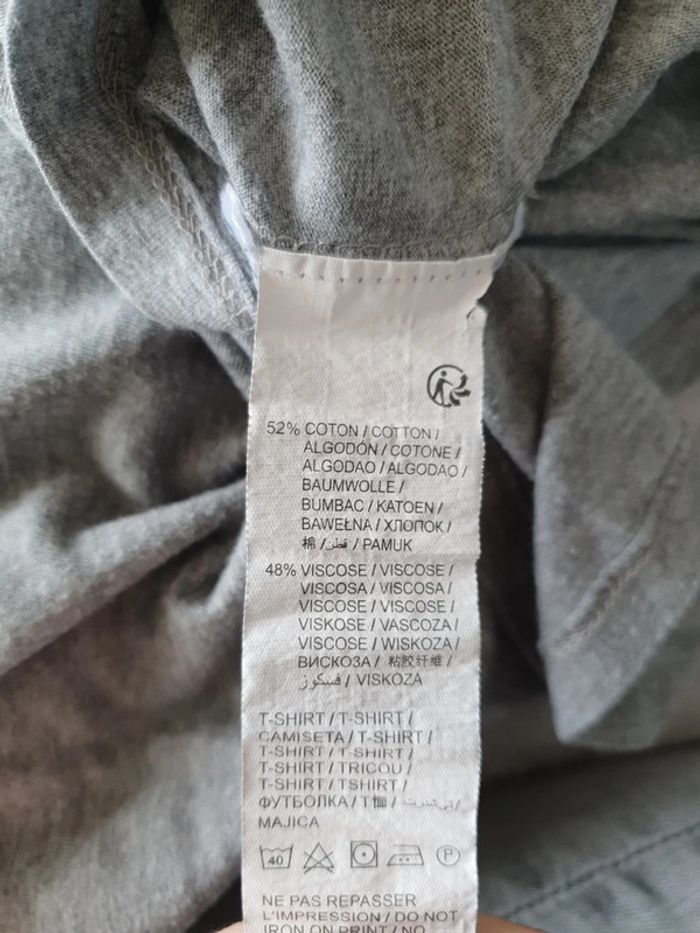 52% COTON / COTTON /
ALGODÓN / COTONE /
ALGODAO / ALGODAO /
BAUMWOLLE /
BUMBAC / KATOEN /
BAWEŁNA / ХЛОПОК /
棉 / قطن / PAMUK
48% VISCOSE / VISCOSE /
VISCOSA / VISCOSA /
VISCOSE / VISCOSE /
VISKOSE / VASCOZA /
VISCOSE / WISKOZA /
ВИСКОЗА / 粘胶纤维 /
فسكوز / VISKOZA
T-SHIRT / T-SHIRT /
CAMISETA / T-SHIRT /
T-SHIRT / T-SHIRT /
T-SHIRT / TRICOU /
T-SHIRT / TSHIRT /
ФУТБОЛКА / T恤 / /
MAJICA
40
P
NE PAS REPASSER
L'IMPRESSION / DO NOT
IRON ON PRINT / NO